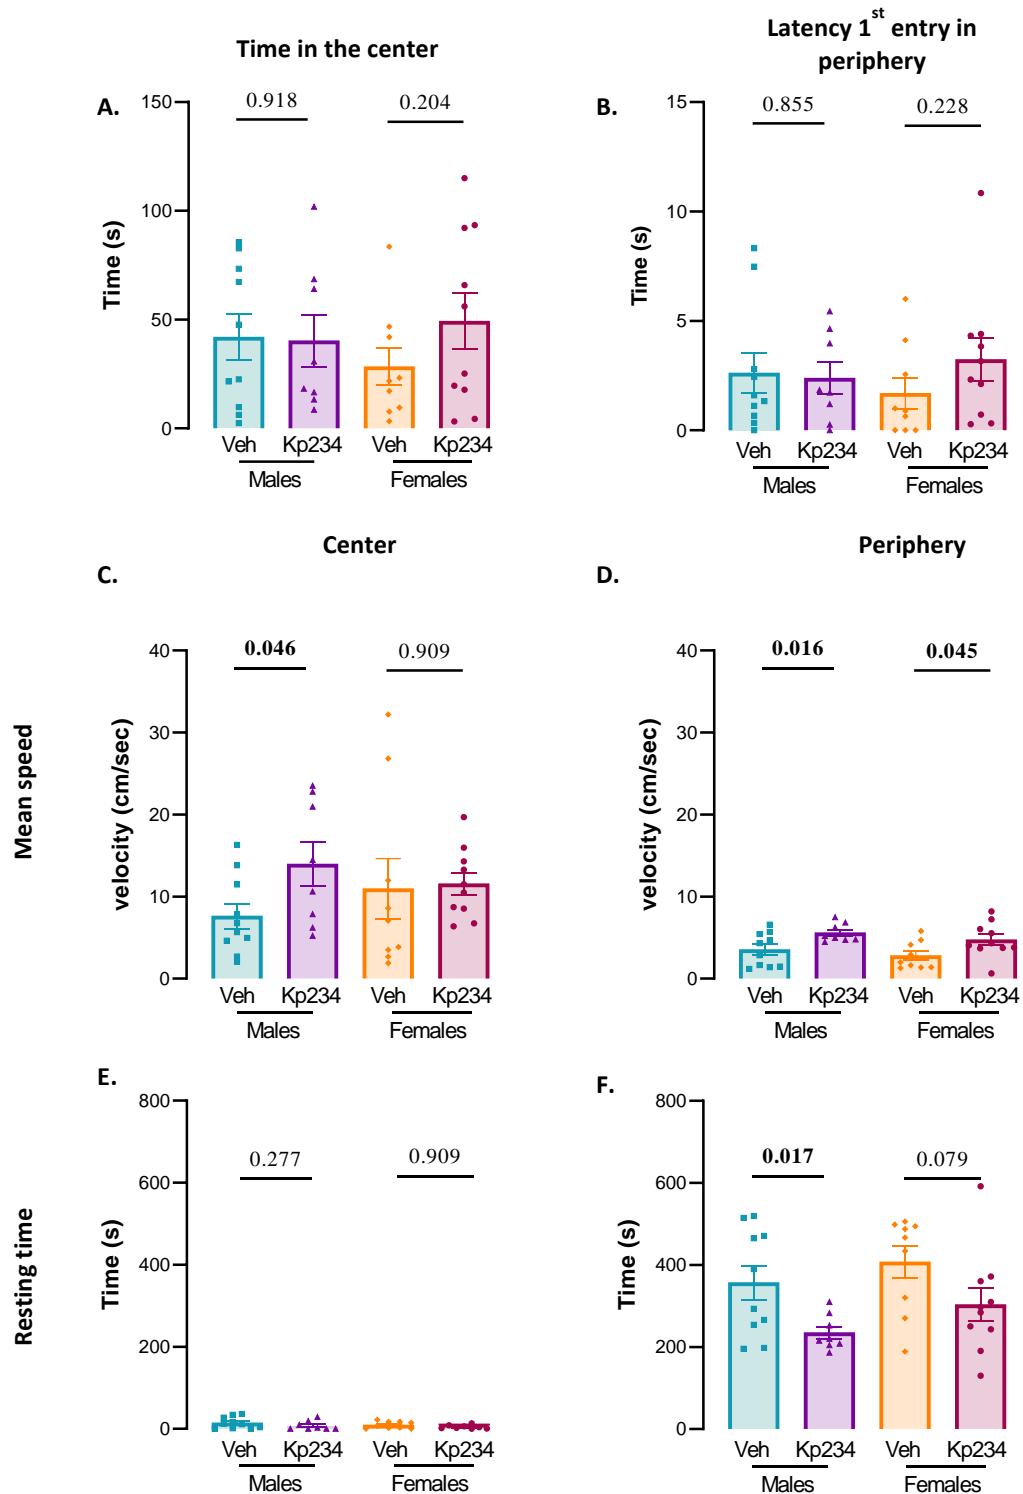 Time in the center
Latency 1st entry in
periphery
A.
150
100
50
0
Time (s)
0.918
0.204
Veh
Kp234
Veh
Kp234
Males
Females
B.
15
10
5
0
Time (s)
0.855
0.228
Veh
Kp234
Veh
Kp234
Males
Females
Center
Periphery
Mean speed
C.
40
30
20
10
0
velocity (cm/sec)
0.046
0.909
Veh
Kp234
Veh
Kp234
Males
Females
D.
40
30
20
10
0
velocity (cm/sec)
0.016
0.045
Veh
Kp234
Veh
Kp234
Males
Females
Resting time
E.
800
600
400
200
0
Time (s)
0.277
0.909
Veh
Kp234
Veh
Kp234
Males
Females
F.
800
600
400
200
0
Time (s)
0.017
0.079
Veh
Kp234
Veh
Kp234
Males
Females